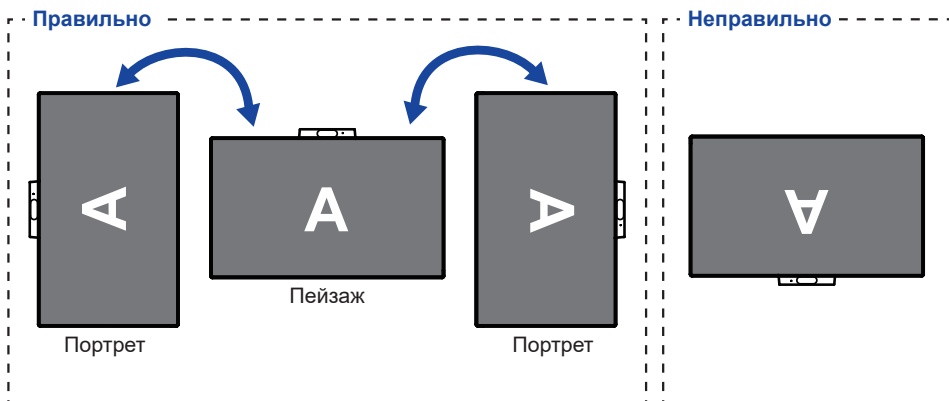 Правильно
Неправильно
A
A
A
A
Пейзаж
Портрет
Портрет